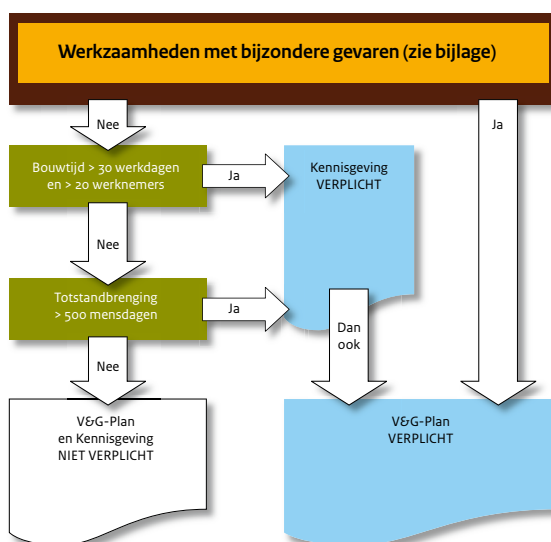 Werkzaamheden met bijzondere gevaren (zie bijlage)
Nee
Ja
Bouwtijd > 30 werkdagen
en > 20 werknemers
Ja
Kennisgeving
VERPLICHT
Nee
Totstandbrenging
> 500 mensdagen
Ja
Dan
ook
Nee
V&G-Plan
en Kennisgeving
NIET VERPLICHT
V&G-Plan
VERPLICHT